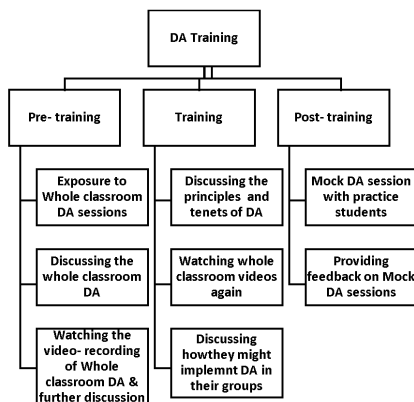 DA Training
Pre- training
Training
Post- training
Exposure to
Whole classroom
DA sessions
Discussing the
whole classroom
DA
Watching the
video- recording
of Whole
classroom DA &
further discussion
Discussing the
principles and
tenets of DA
Watching whole
classroom videos
again
Discussing
howthey might
implemnt DA in
their groups
Mock DA session
with practice
students
Providing
feedback on Mock
DA sessions